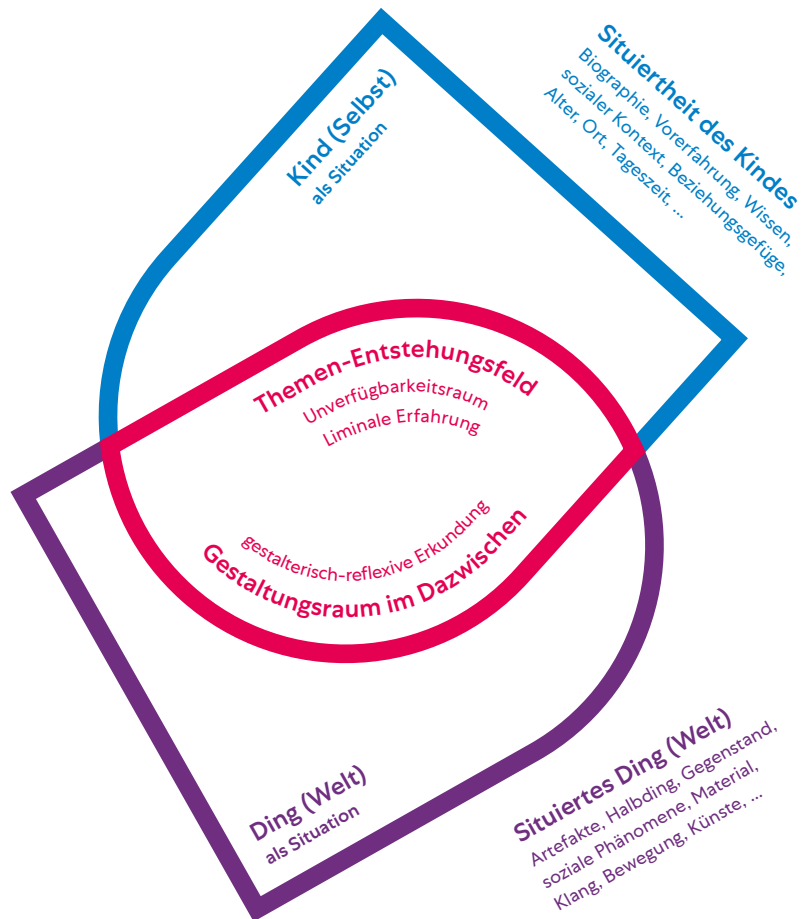 Situiertheit des Kindes
Biographie, Vorerfahrung, Wissen,
sozialer Kontext, Beziehungsgefüge,
Alter, Ort, Tageszeit, ...
Kind (Selbst)
als Situation
Themen-Entstehungsfeld
Unverfügbarkeitsraum
Liminale Erfahrung
gestalterisch-reflexive Erkundung
Gestaltungsraum im Dazwischen
Ding (Welt)
als Situation
Situiertes Ding (Welt)
Artefakte, Halbding, Gegenstand,
soziale Phänomene, Material,
Klang, Bewegung, Künste, ...